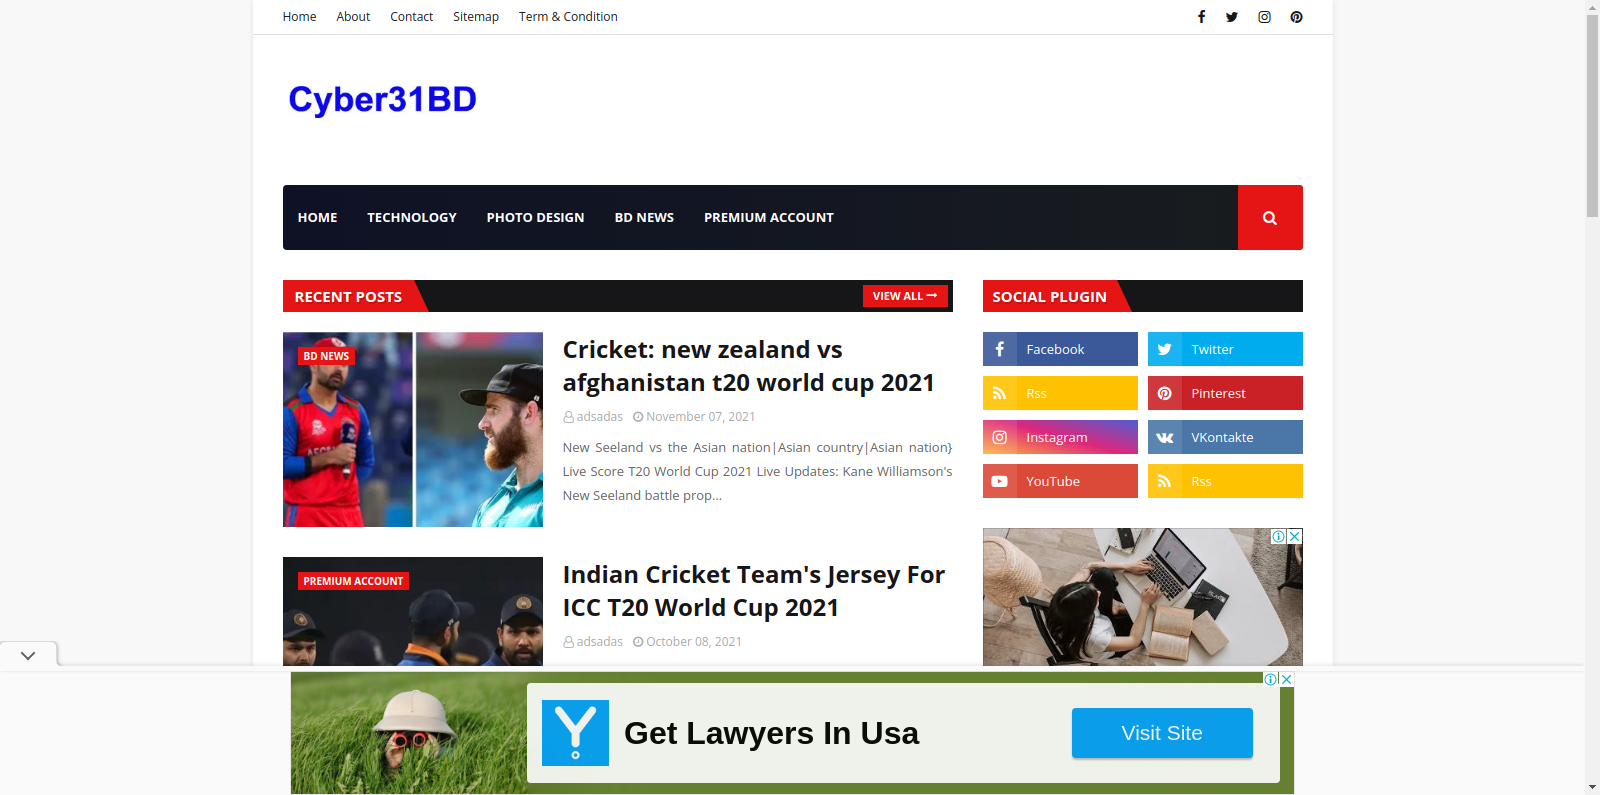 Home About Contact Sitemap Term & Condition
Cyber31BD
HOME TECHNOLOGY PHOTO DESIGN BD NEWS PREMIUM ACCOUNT
RECENT POSTS
VIEW ALL
BD NEWS
Cricket: new zealand vs
afghanistan t20 world cup 2021
adsadas November 07, 2021
New Seeland vs the Asian nation|Asian country|Asian nation}
Live Score T20 World Cup 2021 Live Updates: Kane Williamson's
New Seeland battle prop...
PREMIUM ACCOUNT
Indian Cricket Team's Jersey For
ICC T20 World Cup 2021
adsadas October 08, 2021
SOCIAL PLUGIN
Facebook Twitter
Rss Pinterest
Instagram VKontakte
YouTube Rss
Get Lawyers In Usa
Visit Site